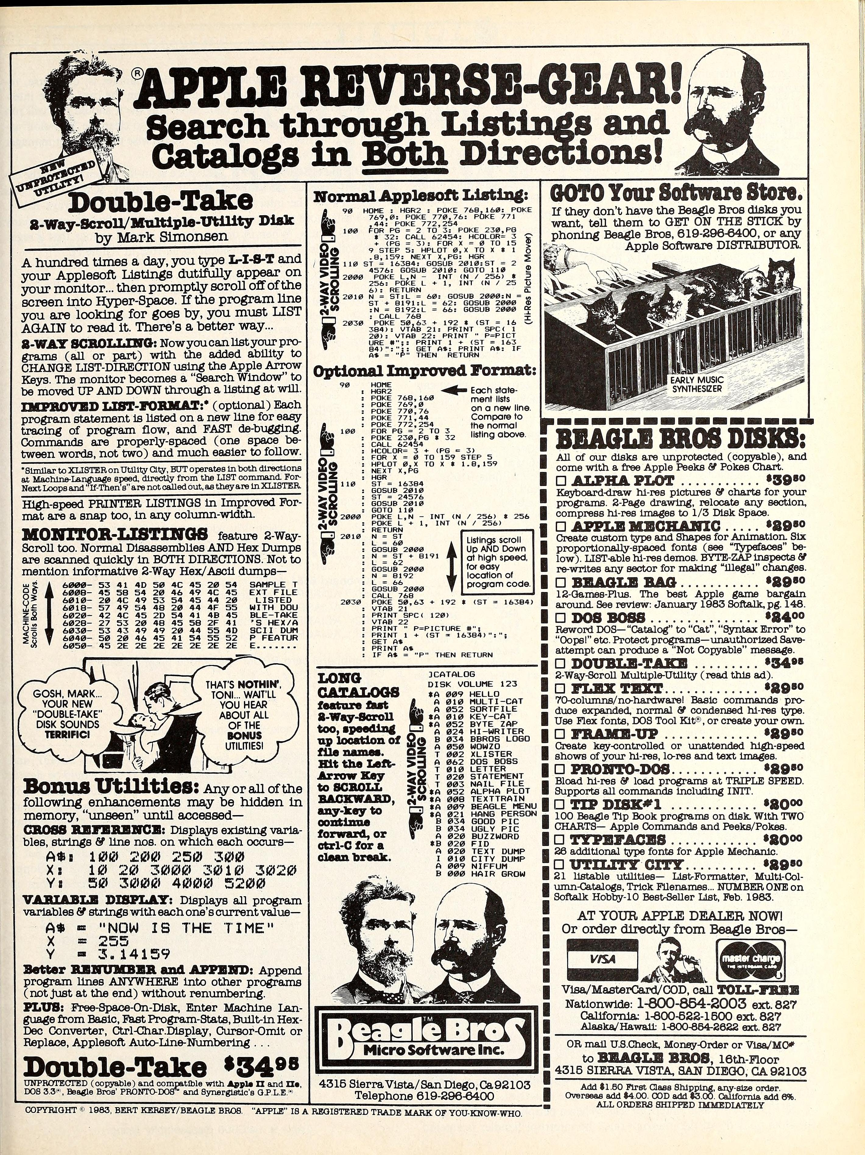 ®
APPLE REVERSE-GEAR!
Search through Listings and
Catalogs in Both Directions!
NEW
UNPROTECTED
UTILITY!
Double-Take
2-Way-Scroll/Multiple-Utility Disk
by Mark Simonsen
A hundred times a day, you type L-I-S-T and
your Applesoft Listings dutifully appear on
your monitor... then promptly scroll off of the
screen into Hyper-Space. If the program line
you are looking for goes by, you must LIST
AGAIN to read it. There's a better way...
2-WAY SCROLLING: Now you can list your pro-
grams (all or part) with the added ability to
CHANGE LIST-DIRECTION using the Apple Arrow
Keys. The monitor becomes a "Search Window" to
be moved UP AND DOWN through a listing at will.
IMPROVED LIST-FORMAT:* (optional) Each
program statement is listed on a new line for easy
tracing of program flow, and FAST de-bugging.
Commands are properly-spaced (one space be-
tween words, not two) and much easier to follow.
*Similar to XLISTER on Utility City, BUT operates in both directions
at Machine-Language speed, directly from the LIST command. For-
Next Loops and "If-Then's" are not called out, as they are in XLISTER.
High-speed PRINTER LISTINGS in Improved For-
mat are a snap too, in any column-width.
MONITOR-LISTINGS feature 2-Way-
Scroll too. Normal Disassemblies AND Hex Dumps
are scanned quickly in BOTH DIRECTIONS. Not to
mention informative 2-Way Hex/Ascii dumps—
MACHINE-CODE
Scrolls Both Ways
6000- 53 41 4D 50 4C 45 20 54 SAMPLE T
6008- 45 58 54 20 46 49 4C 45 EXT FILE
6010- 20 4C 49 53 54 45 44 20 LISTED
6018- 57 49 54 48 20 44 4F 55 WITH DOU
6020- 42 4C 45 2D 54 41 4B 45 BLE-TAKE
6028- 27 53 20 48 45 58 2F 41 'S HEX/A
6030- 53 43 49 49 20 44 55 4D SCII DUM
6040- 50 20 46 45 41 54 55 52 P FEATUR
6050- 45 2E 2E 2E 2E 2E 2E 2E E.......
GOSH, MARK...
YOUR NEW
"DOUBLE-TAKE"
DISK SOUNDS
TERRIFIC!
THAT'S NOTHIN',
TONI... WAIT'LL
YOU HEAR
ABOUT ALL
OF THE
BONUS
UTILITIES!
Bonus Utilities: Any or all of the
following enhancements may be hidden in
memory, "unseen" until accessed—
CROSS REFERENCE: Displays existing varia-
bles, strings & line nos. on which each occurs—
A$: 100 200 250 300
X: 10 20 3000 3010 3020
Y: 50 3000 4000 5200
VARIABLE DISPLAY: Displays all program
variables & strings with each one's current value—
A$ = "NOW IS THE TIME"
X = 255
Y = 3.14159
Better RENUMBER and APPEND: Append
program lines ANYWHERE into other programs
(not just at the end) without renumbering.
PLUS: Free-Space-On-Disk, Enter Machine Lan-
guage from Basic, Fast Program-Stats, Built-in Hex-
Dec Converter, Ctrl-Char.Display, Cursor-Omit or
Replace, Applesoft Auto-Line-Numbering . . .
Double-Take $34.95
UNPROTECTED (copyable) and compatible with Apple II and IIe,
DOS 3.3®, Beagle Bros' PRONTO-DOS™ and Synergistic's G.P.L.E.®
COPYRIGHT © 1983, BERT KERSEY/BEAGLE BROS. "APPLE" IS A REGISTERED TRADE MARK OF YOU-KNOW-WHO.
Normal Applesoft Listing:
2-WAY VIDEO
SCROLLING
(Hi-Res Picture Mover)
90 HOME : HGR2 : POKE 768,160: POKE
769,0: POKE 770,76: POKE 771
,44: POKE 772,254
100 FOR PG = 2 TO 3: POKE 230,PG
* 32: CALL 62454: HCOLOR= 3
+ (PG = 3): FOR X = 0 TO 15
9 STEP 5: HPLOT 0,X TO X * 1
.8,159: NEXT X,PG: HGR
110 ST = 16384: GOSUB 2010:ST = 2
4576: GOSUB 2010: GOTO 110
2000 POKE L,N - INT (N / 256) *
256: POKE L + 1, INT (N / 25
6): RETURN
2010 N = ST:L = 60: GOSUB 2000:N =
ST + 8191:L = 62: GOSUB 2000
:N = 8192:L = 66: GOSUB 2000
: CALL 768
2030 POKE 50,63 + 192 * (ST = 16
384): VTAB 21: PRINT SPC( 1
20): VTAB 22: PRINT " P=PICT
URE #";: PRINT 1 + (ST = 163
84)":";: GET A$: PRINT A$: IF
A$ = "P" THEN RETURN
Optional Improved Format:
2-WAY VIDEO
SCROLLING
90 HOME
: HGR2
: POKE 768,160
: POKE 769,0
: POKE 770,76
: POKE 771,44
: POKE 772,254
100 FOR PG = 2 TO 3
: POKE 230,PG * 32
: CALL 62454
: HCOLOR= 3 + (PG = 3)
: FOR X = 0 TO 159 STEP 5
: HPLOT 0,X TO X * 1.8,159
: NEXT X,PG
: HGR
110 ST = 16384
: GOSUB 2010
: ST = 24576
: GOSUB 2010
: GOTO 110
2000 POKE L,N - INT (N / 256) * 256
: POKE L + 1, INT (N / 256)
: RETURN
2010 N = ST
: L = 60
: GOSUB 2000
: N = ST + 8191
: L = 62
: GOSUB 2000
: N = 8192
: L = 66
: GOSUB 2000
: CALL 768
2030 POKE 50,63 + 192 * (ST = 16384)
: VTAB 21
: PRINT SPC( 120)
: VTAB 22
: PRINT " P=PICTURE #";
: PRINT 1 + (ST = 16384)":";
: GET A$
: PRINT A$
: IF A$ = "P" THEN RETURN
Each state-
ment lists
on a new line.
Compare to
the normal
listing above.
Listings scroll
UP AND Down
at high speed,
for easy
location of
program code.
LONG
CATALOGS
feature fast
2-Way-Scroll
too, speeding
up location of
file names.
Hit the Left-
Arrow Key
to SCROLL
BACKWARD,
any-key to
continue
forward, or
ctrl-C for a
clean break.
2-WAY VIDEO
SCROLLING
]CATALOG
DISK VOLUME 123
*A 009 HELLO
A 010 MULTI-CAT
A 052 SORTFILE
*A 010 KEY-CAT
*A 052 BYTE ZAP
A 024 HI-WRITER
B 034 BBROS LOGO
A 050 WOWZO
T 002 XLISTER
A 062 DOS BOSS
T 010 LETTER
T 020 STATEMENT
T 003 NAIL FILE
*A 052 ALPHA PLOT
*A 008 TEXTTRAIN
*A 009 BEAGLE MENU
*A 021 HANG PERSON
B 034 GOOD PIC
B 034 UGLY PIC
A 020 BUZZWORD
*B 020 FID
A 020 TEXT DUMP
I 010 CITY DUMP
A 009 NIFFUM
B 000 HAIR GROW
Beagle Bros™
Micro Software Inc.
4315 Sierra Vista/San Diego, Ca 92103
Telephone 619-296-6400
GOTO Your Software Store.
If they don't have the Beagle Bros disks you
want, tell them to GET ON THE STICK by
phoning Beagle Bros, 619-296-6400, or any
Apple Software DISTRIBUTOR.
EARLY MUSIC
SYNTHESIZER
BEAGLE BROS DISKS:
All of our disks are unprotected (copyable), and
come with a free Apple Peeks & Pokes Chart.
☐ ALPHA PLOT . . . . . . . . . . $39.50
Keyboard-draw hi-res pictures & charts for your
programs. 2-Page drawing, relocate any section,
compress hi-res images to 1/3 Disk Space.
☐ APPLE MECHANIC . . . . . $29.50
Create custom type and Shapes for Animation. Six
proportionally-spaced fonts (see "Typefaces" be-
low). LIST-able hi-res demos. BYTE-ZAP inspects &
re-writes any sector for making "illegal" changes.
☐ BEAGLE BAG . . . . . . . . . . $29.50
12-Games-Plus. The best Apple game bargain
around. See review: January 1983 Softalk, pg. 148.
☐ DOS BOSS . . . . . . . . . . . . . $24.00
Reword DOS—"Catalog" to "Cat", "Syntax Error" to
"Oops!" etc. Protect programs—unauthorized Save-
attempt can produce a "Not Copyable" message.
☐ DOUBLE-TAKE . . . . . . . . . $34.95
2-Way-Scroll Multiple-Utility (read this ad).
☐ FLEX TEXT . . . . . . . . . . . . $29.50
70-columns/no-hardware! Basic commands pro-
duce expanded, normal & condensed hi-res type.
Use Flex fonts, DOS Tool Kit®, or create your own.
☐ FRAME-UP . . . . . . . . . . . . $29.50
Create key-controlled or unattended high-speed
shows of your hi-res, lo-res and text images.
☐ PRONTO-DOS . . . . . . . . . . $29.50
Bload hi-res & load programs at TRIPLE SPEED.
Supports all commands including INIT.
☐ TIP DISK#1 . . . . . . . . . . . . $20.00
100 Beagle Tip Book programs on disk. With TWO
CHARTS— Apple Commands and Peeks/Pokes.
☐ TYPEFACES . . . . . . . . . . . $20.00
26 additional type fonts for Apple Mechanic.
☐ UTILITY CITY . . . . . . . . . . $29.50
21 listable utilities— List-Formatter, Multi-Col-
umn-Catalogs, Trick Filenames... NUMBER ONE on
Softalk Hobby-10 Best-Seller List, Feb. 1983.
AT YOUR APPLE DEALER NOW!
Or order directly from Beagle Bros—
VISA
master charge
THE INTERBANK CARD
Visa/MasterCard/COD, call TOLL-FREE
Nationwide: 1-800-854-2003 ext. 827
California: 1-800-522-1500 ext. 827
Alaska/Hawaii: 1-800-854-2622 ext. 827
OR mail U.S.Check, Money-Order or Visa/MC#
to BEAGLE BROS, 16th-Floor
4315 SIERRA VISTA, SAN DIEGO, CA 92103
Add $1.50 First Class Shipping, any-size order.
Overseas add $4.00. COD add $3.00. California add 6%.
ALL ORDERS SHIPPED IMMEDIATELY